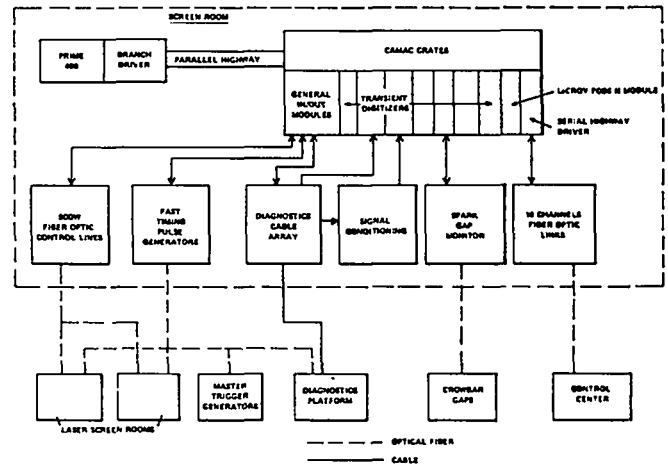 SCREEN ROOM
PRIME
400
BRANCH
DRIVER
PARALLEL HIGHWAY
CAMAC CRATES
GENERAL
IN/OUT
MODULES
TRANSIENT
DIGITIZERS
LeCROY MODULE
SERIAL HIGHWAY
DRIVER
FIBER OPTIC
CONTROL LINES
FAST
TIMING
PULSE
GENERATORS
DIAGNOSTICS
CABLE
ARRAY
SIGNAL
CONDITIONING
SPARK
GAP
MONITOR
16 CHANNELS
FIBER OPTIC
LINKS
LASER SCREEN ROOMS
MASTER
TRIGGER
GENERATORS
DIAGNOSTICS
PLATFORM
CROWBAR
GAPS
CONTROL
CENTER
OPTICAL FIBER
CABLE